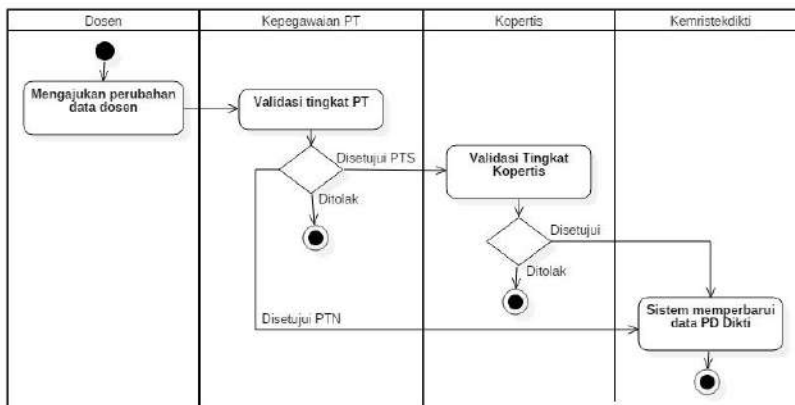 Dosen
Kepegawaian PT
Kopertis
Kemristekdikti
Mengajukan perubahan
data dosen
Validasi tingkat PT
Disetujui PTS
Validasi Tingkat
Kopertis
Ditolak
Disetujui
Ditolak
Disetujui PTN
Sistem memperbarui
data PD Dikti